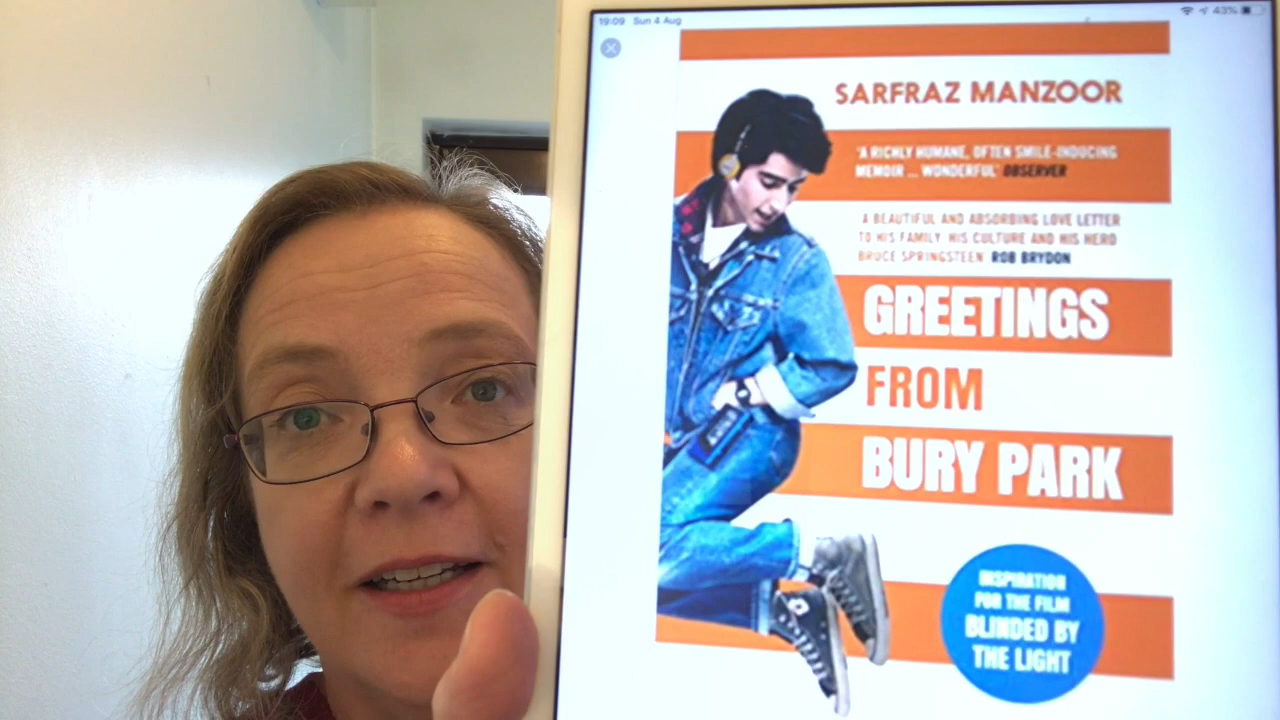 19:09 Sun 4 Aug
43%
SARFRAZ MANZOOR
'A RICHLY HUMANE, OFTEN SMILE-INDUCING
MEMOIR ... WONDERFUL' OBSERVER
A BEAUTIFUL AND ABSORBING LOVE LETTER
TO HIS FAMILY, HIS CULTURE AND HIS HERO
BRUCE SPRINGSTEEN' ROB BRYDON
GREETINGS
FROM
BURY PARK
INSPIRATION
FOR THE FILM
BLINDED BY
THE LIGHT